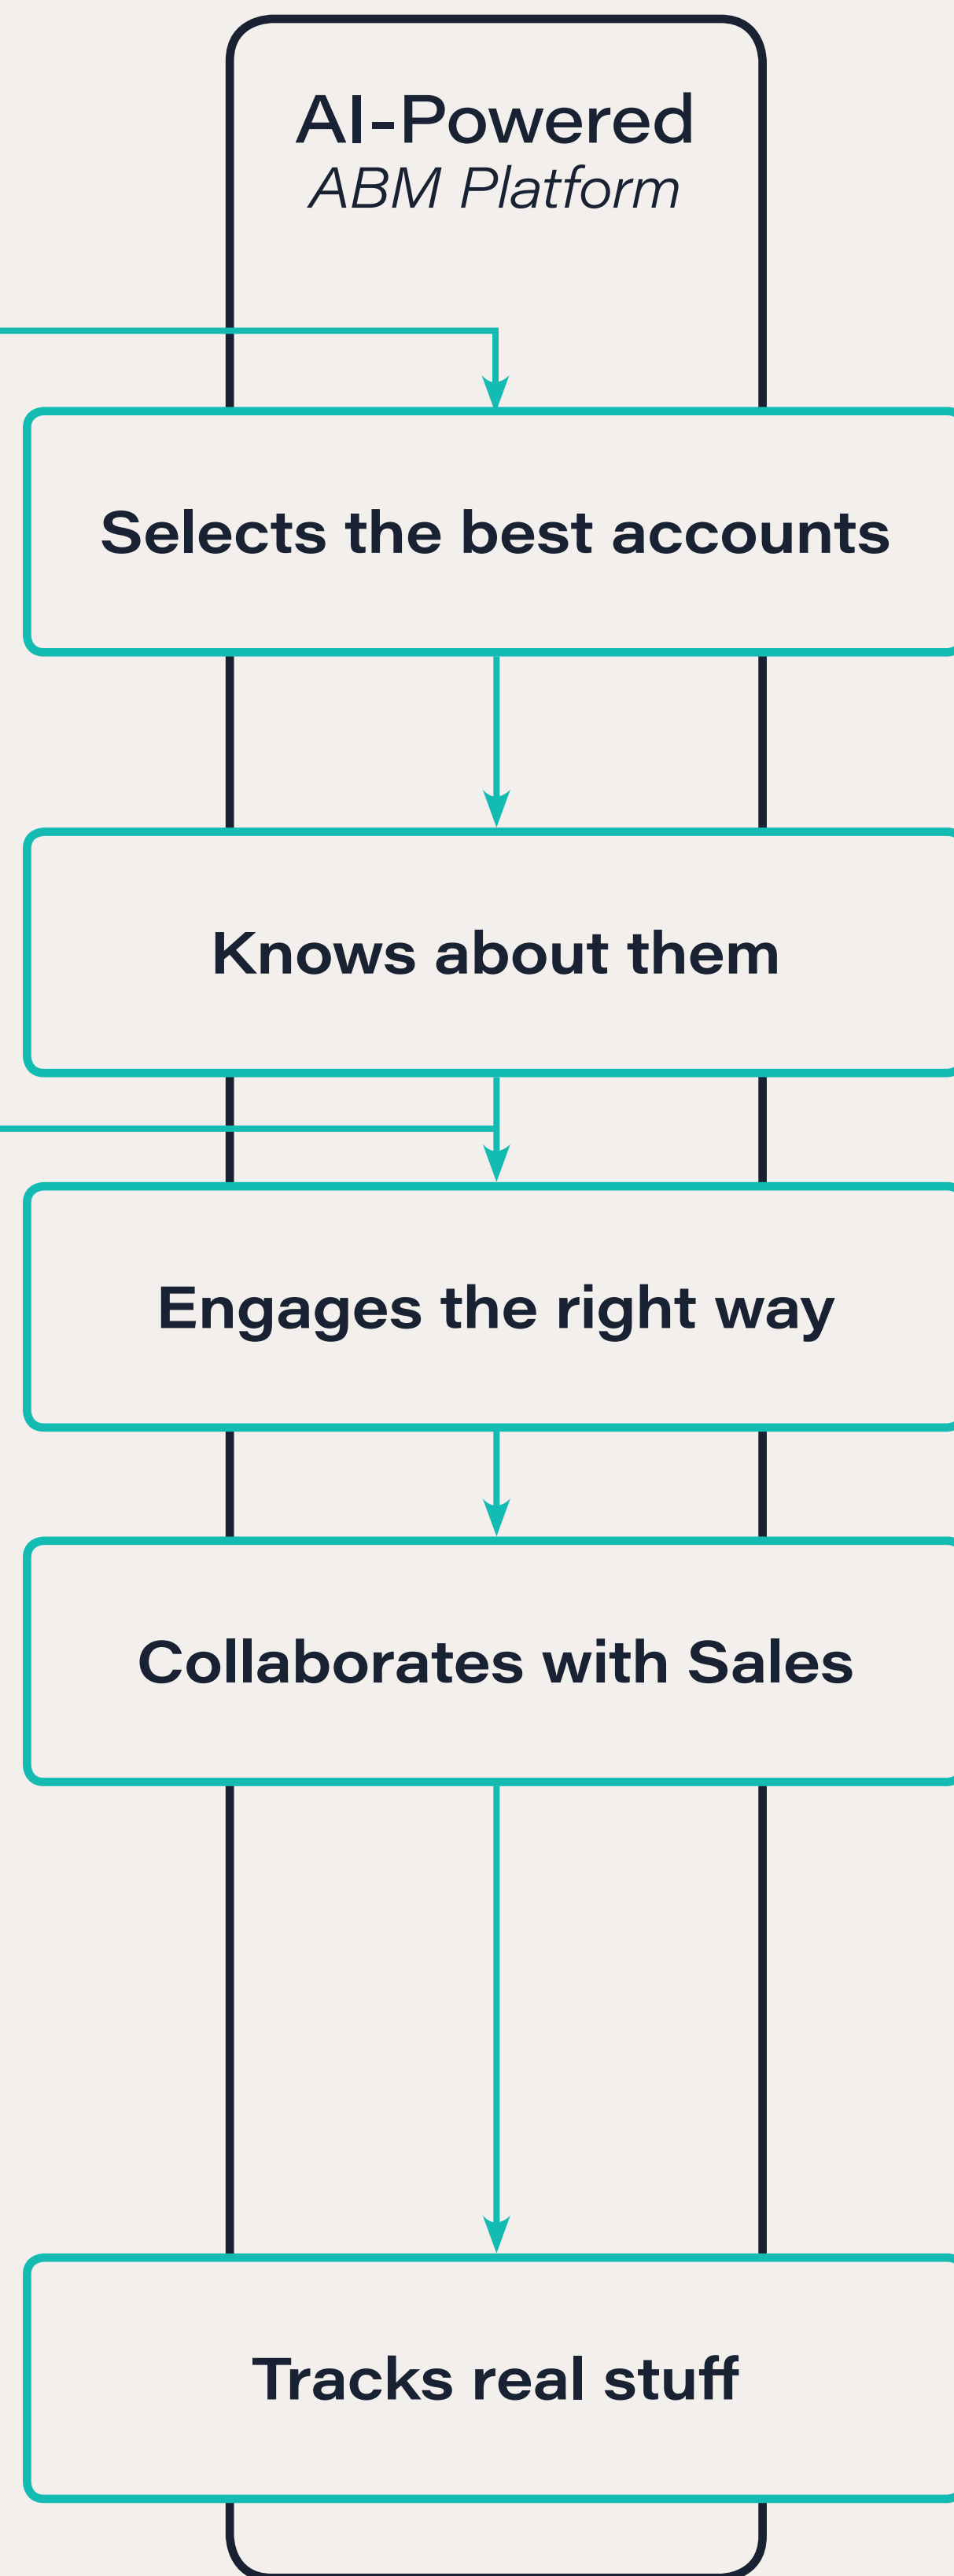 AI-Powered
ABM Platform
Selects the best accounts
Knows about them
Engages the right way
Collaborates with Sales
Tracks real stuff